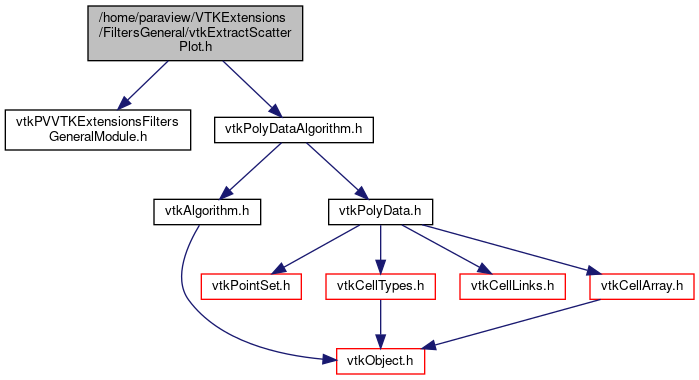 /home/paraview/VTKExtensions
/FiltersGeneral/vtkExtractScatter
Plot.h
vtkPVVTKExtensionsFilters
GeneralModule.h
vtkPolyDataAlgorithm.h
vtkAlgorithm.h
vtkPolyData.h
vtkPointSet.h
vtkCellTypes.h
vtkCellLinks.h
vtkCellArray.h
vtkObject.h